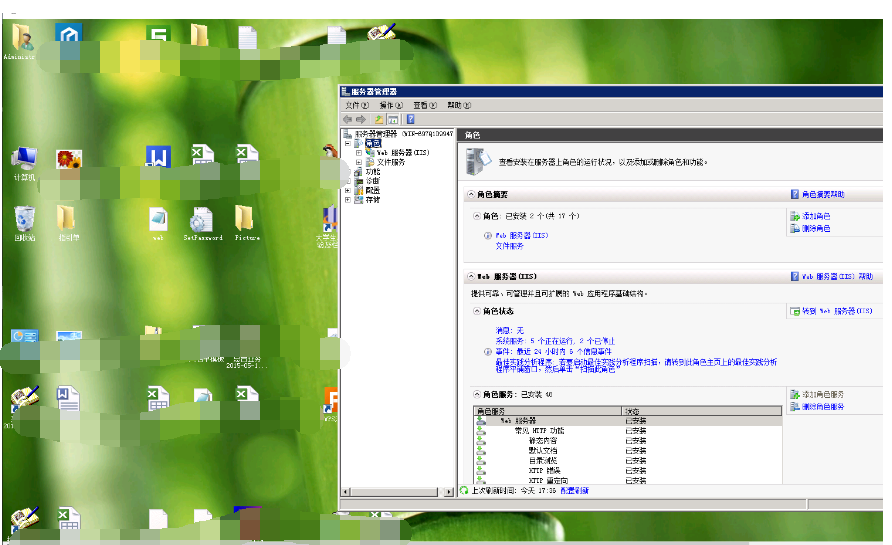 Administr
计算机
回收站
指引单
web
SetPassword
Picture
2015-05-1...
服务器管理器
文件(F) 操作(A) 查看(V) 帮助(H)
服务器管理器 (WIN-
角色
Web 服务器(IIS)
文件服务
功能
诊断
配置
存储
角色
查看安装在服务器上角色的运行状况，以及添加或删除角色和功能。
角色摘要
角色摘要帮助
角色: 已安装 2 个(共 17 个)
添加角色
删除角色
Web 服务器(IIS)
文件服务
Web 服务器(IIS)
Web 服务器(IIS) 帮助
提供可靠、可管理并且可扩展的 Web 应用程序基础结构。
角色状态
转到 Web 服务器(IIS)
消息: 无
系统服务: 5 个正在运行，2 个已停止
事件: 最近 24 小时内 6 个信息事件
最佳实践分析程序: 若要启动最佳实践分析程序扫描，请转到此角色主页上的最佳实践分析
程序平铺窗口，然后单击“扫描此角色”
角色服务: 已安装 40
添加角色服务
删除角色服务
角色服务 状态
Web 服务器 已安装
常见 HTTP 功能 已安装
静态内容 已安装
默认文档 已安装
目录浏览 已安装
HTTP 错误 已安装
HTTP 重定向 已安装
上次刷新时间: 今天 17:36 配置刷新